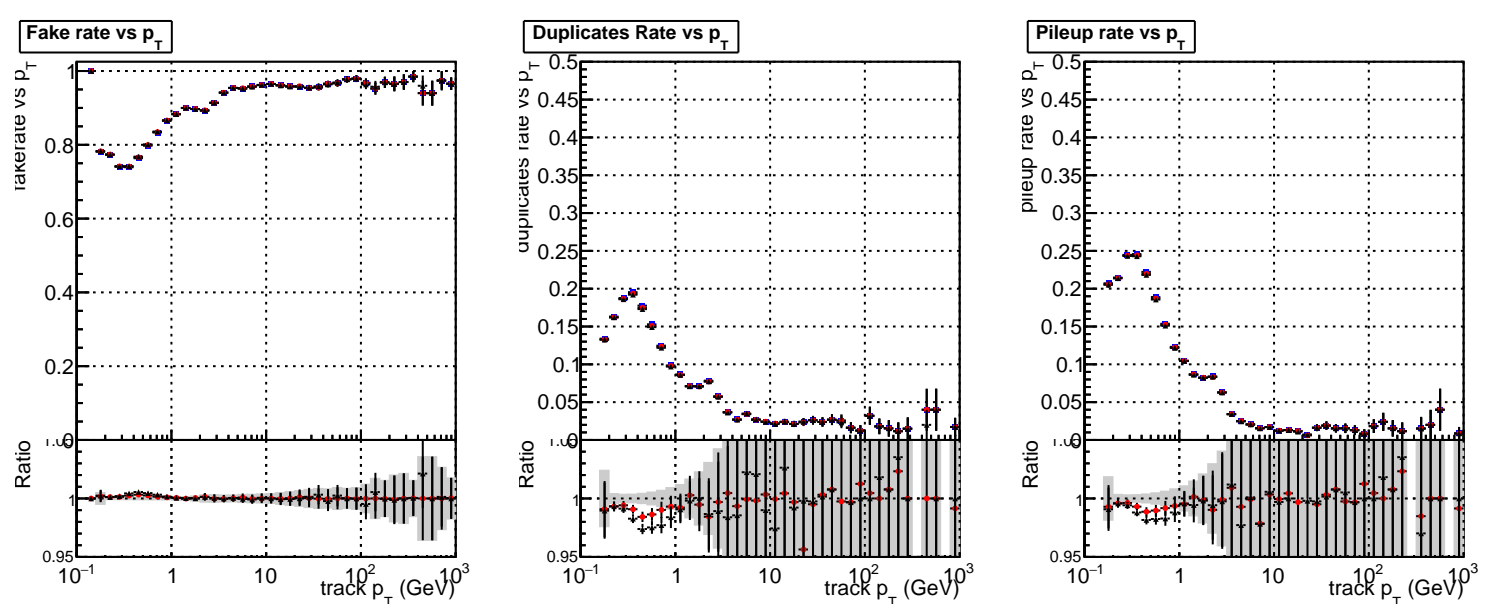 Fake rate vs p_T
fakerate vs p_T
1
0.8
0.6
0.4
0.2
Ratio
1
0.95
10^−1 1 10 10^2 10^3
track p_T (GeV)
Duplicates Rate vs p_T
duplicates rate vs p_T
0.5
0.45
0.4
0.35
0.3
0.25
0.2
0.15
0.1
0.05
Ratio
1
0.95
10^−1 1 10 10^2 10^3
track p_T (GeV)
Pileup rate vs p_T
pileup rate vs p_T
0.5
0.45
0.4
0.35
0.3
0.25
0.2
0.15
0.1
0.05
Ratio
1
0.95
10^−1 1 10 10^2 10^3
track p_T (GeV)